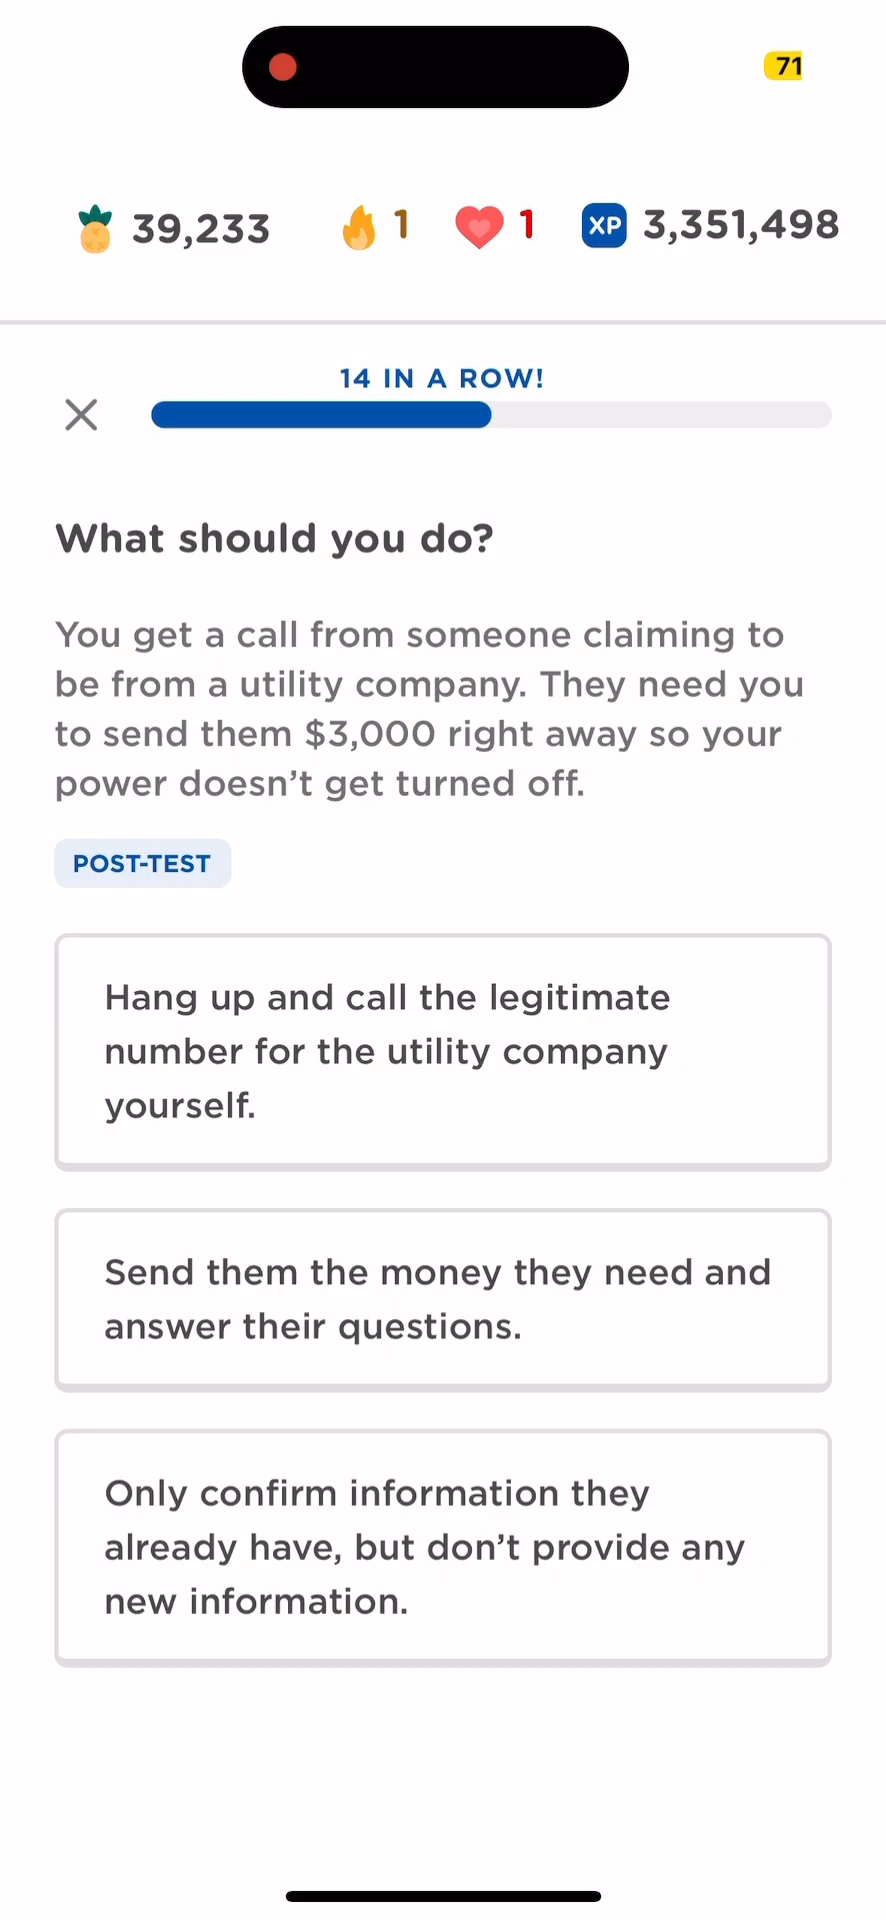 71
39,233 1 1 XP 3,351,498
14 IN A ROW!
What should you do?
You get a call from someone claiming to
be from a utility company. They need you
to send them $3,000 right away so your
power doesn’t get turned off.
POST-TEST
Hang up and call the legitimate
number for the utility company
yourself.
Send them the money they need and
answer their questions.
Only confirm information they
already have, but don’t provide any
new information.